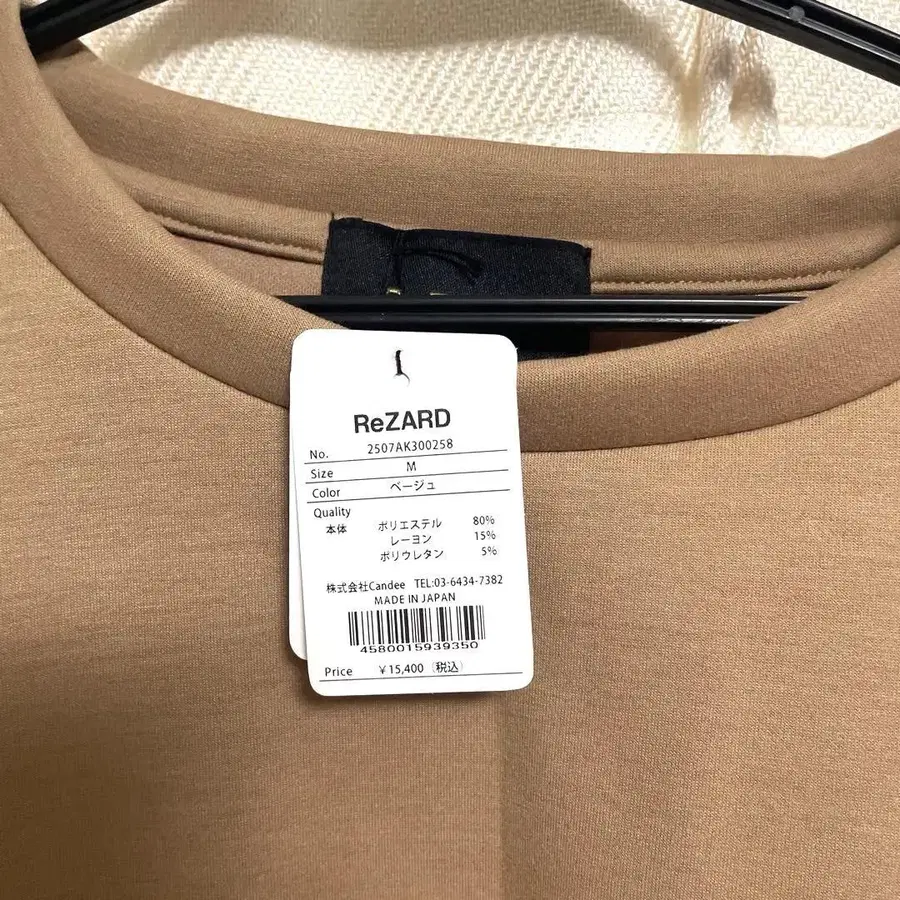 ReZARD
No. 2507AK300258
Size M
Color ベージュ
Quality
本体 ポリエステル 80%
レーヨン 15%
ポリウレタン 5%
株式会社Candee TEL:03-6434-7382
MADE IN JAPAN
4580015939350
Price ¥15,400（税込）